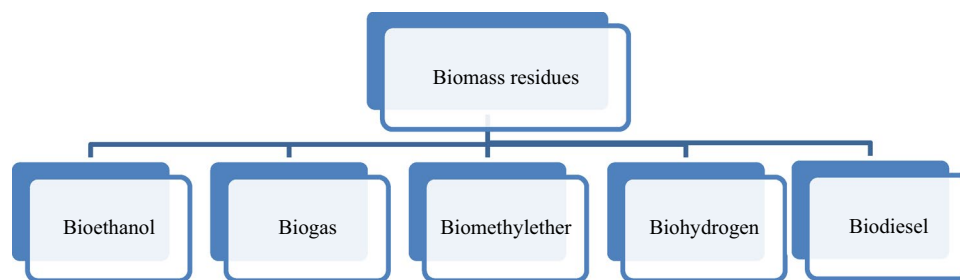 Biomass residues
Bioethanol
Biogas
Biomethylether
Biohydrogen
Biodiesel